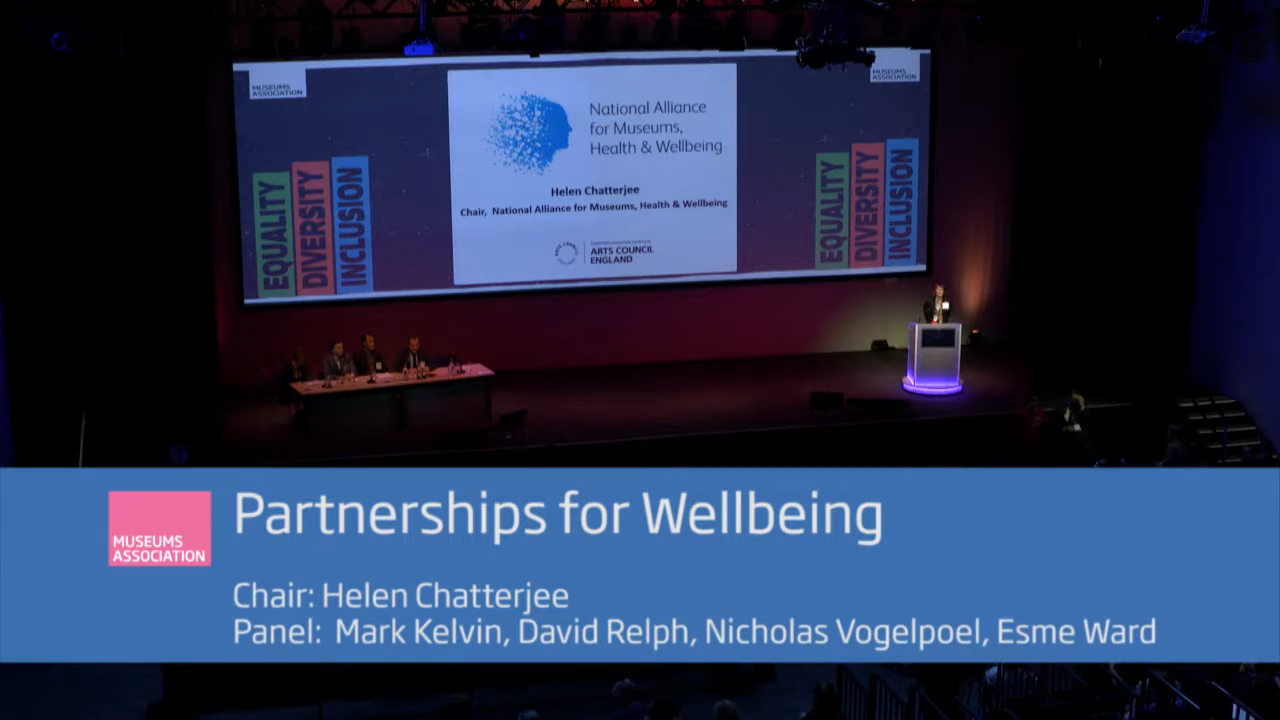 MUSEUMS
ASSOCIATION
MUSEUMS
ASSOCIATION
National Alliance
for Museums,
Health & Wellbeing
Helen Chatterjee
Chair, National Alliance for Museums, Health & Wellbeing
ARTS COUNCIL
ENGLAND
EQUALITY
DIVERSITY
INCLUSION
EQUALITY
DIVERSITY
INCLUSION
MUSEUMS
ASSOCIATION
Partnerships for Wellbeing
Chair: Helen Chatterjee
Panel: Mark Kelvin, David Relph, Nicholas Vogelpoel, Esme Ward